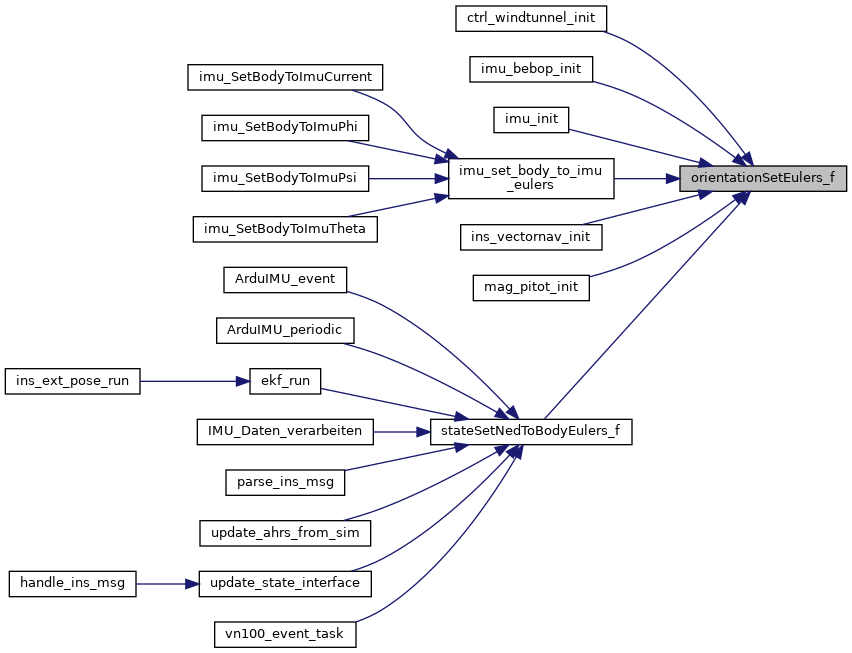 ctrl_windtunnel_init
imu_bebop_init
imu_SetBodyToImuCurrent
imu_init
imu_SetBodyToImuPhi
imu_set_body_to_imu
_eulers
orientationSetEulers_f
imu_SetBodyToImuPsi
imu_SetBodyToImuTheta
ins_vectornav_init
ArduIMU_event
mag_pitot_init
ArduIMU_periodic
ins_ext_pose_run
ekf_run
IMU_Daten_verarbeiten
stateSetNedToBodyEulers_f
parse_ins_msg
update_ahrs_from_sim
handle_ins_msg
update_state_interface
vn100_event_task